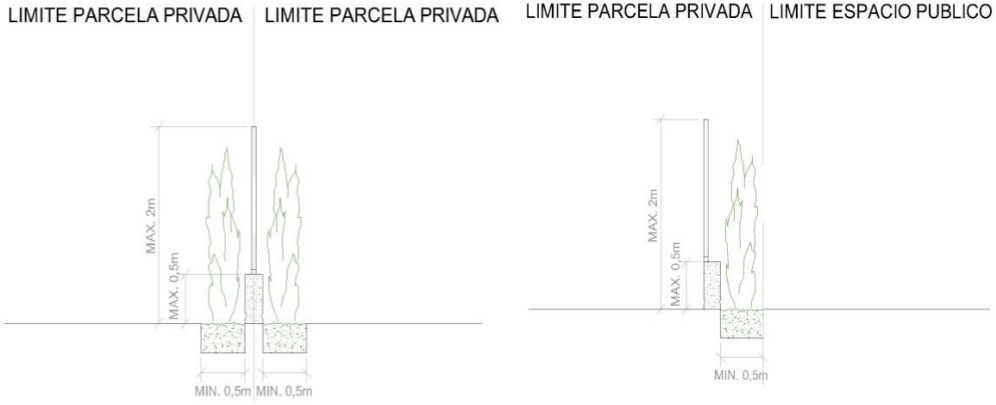 LIMITE PARCELA PRIVADA
LIMITE PARCELA PRIVADA
MAX. 2m
MAX. 0,5m
MIN. 0,5m
MIN. 0,5m
LIMITE PARCELA PRIVADA
LIMITE ESPACIO PUBLICO
MAX. 2m
MAX. 0,5m
MIN. 0,5m